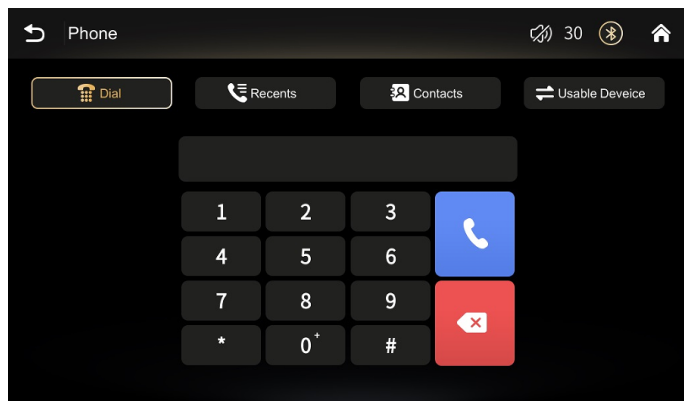 Phone 30
Dial Recents Contacts Usable Deveice
1 2 3
4 5 6
7 8 9
* 0+ #